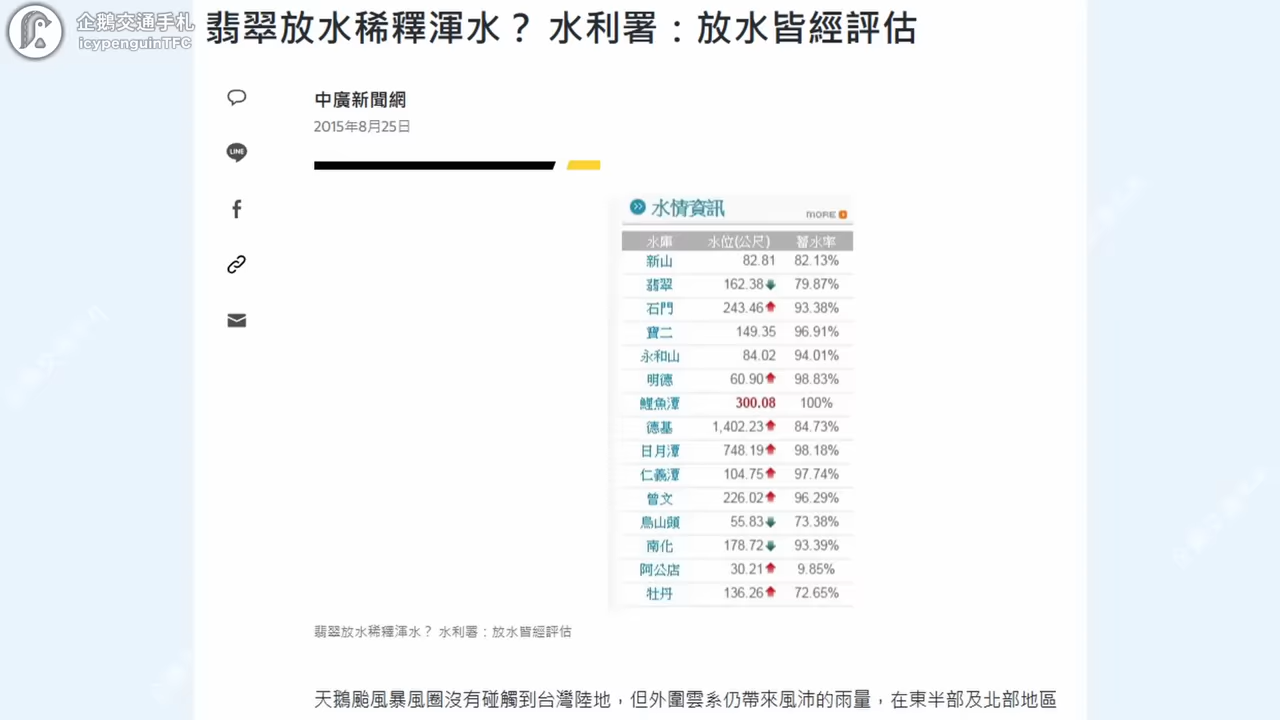 企鵝交通手札
icypenguinTFC
翡翠放水稀釋渾水？ 水利署：放水皆經評估
中廣新聞網
2015年8月25日
LINE
水情資訊
MORE
水庫 水位(公尺) 蓄水率
新山 82.81 82.13%
翡翠 162.38 79.87%
石門 243.46 93.38%
寶二 149.35 96.91%
永和山 84.02 94.01%
明德 60.90 98.83%
鯉魚潭 300.08 100%
德基 1,402.23 84.73%
日月潭 748.19 98.18%
仁義潭 104.75 97.74%
曾文 226.02 96.29%
烏山頭 55.83 73.38%
南化 178.72 93.39%
阿公店 30.21 9.85%
牡丹 136.26 72.65%
翡翠放水稀釋渾水？ 水利署：放水皆經評估
天鵝颱風暴風圈沒有碰觸到台灣陸地，但外圍雲系仍帶來風沛的雨量，在東半部及北部地區